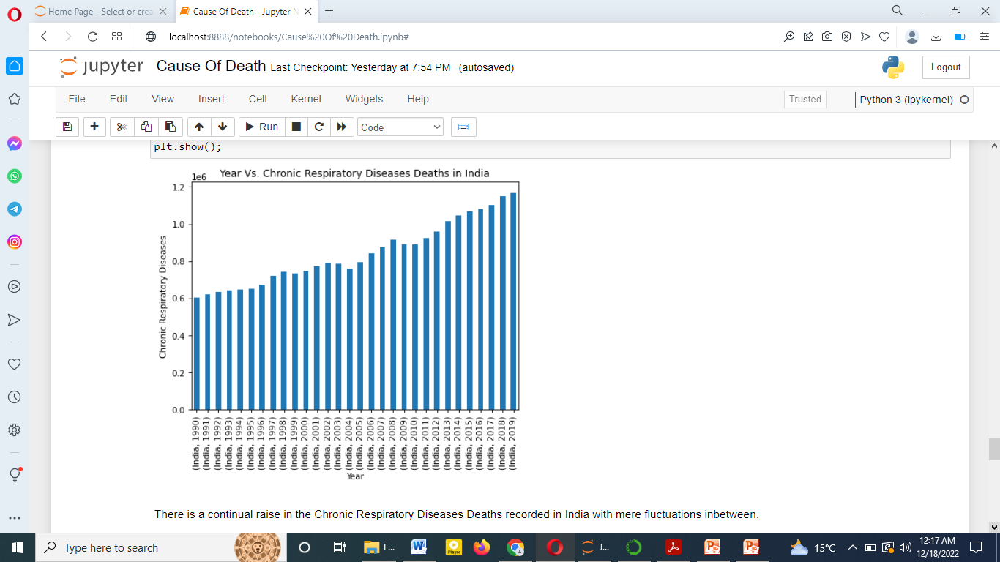 Home Page - Select or crea
Cause Of Death - Jupyter N
localhost:8888/notebooks/Cause%20Of%20Death.ipynb#
jupyter Cause Of Death Last Checkpoint: Yesterday at 7:54 PM (autosaved)
Logout
File Edit View Insert Cell Kernel Widgets Help
Trusted
Python 3 (ipykernel)
Run
Code
plt.show();
1e6
Year Vs. Chronic Respiratory Diseases Deaths in India
1.2
1.0
0.8
0.6
0.4
0.2
0.0
Chronic Respiratory Diseases
(India, 1990)
(India, 1991)
(India, 1992)
(India, 1993)
(India, 1994)
(India, 1995)
(India, 1996)
(India, 1997)
(India, 1998)
(India, 1999)
(India, 2000)
(India, 2001)
(India, 2002)
(India, 2003)
(India, 2004)
(India, 2005)
(India, 2006)
(India, 2007)
(India, 2008)
(India, 2009)
(India, 2010)
(India, 2011)
(India, 2012)
(India, 2013)
(India, 2014)
(India, 2015)
(India, 2016)
(India, 2017)
(India, 2018)
(India, 2019)
Year
There is a continual raise in the Chronic Respiratory Diseases Deaths recorded in India with mere fluctuations inbetween.
Type here to search
F...
Player
J...
15°C
12:17 AM
12/18/2022